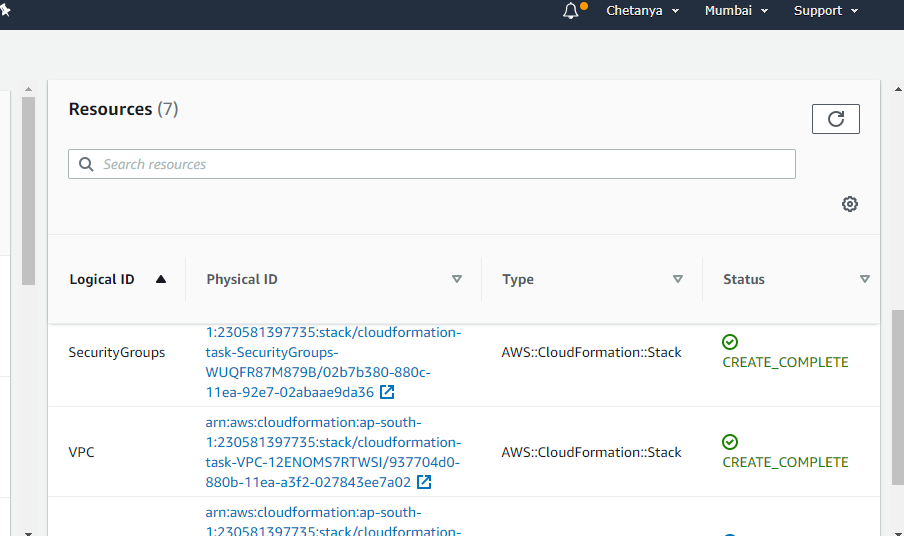 Chetanya Mumbai Support
Resources (7)
Search resources
Logical ID Physical ID Type Status
1:230581397735:stack/cloudformation-
task-SecurityGroups-
WUQFR87M879B/02b7b380-880c-
11ea-92e7-02abaae9da36
SecurityGroups
AWS::CloudFormation::Stack
CREATE_COMPLETE
arn:aws:cloudformation:ap-south-
1:230581397735:stack/cloudformation-
task-VPC-12ENOMS7RTWSI/937704d0-
880b-11ea-a3f2-027843ee7a02
VPC
AWS::CloudFormation::Stack
CREATE_COMPLETE
arn:aws:cloudformation:ap-south-
1:230581397735:stack/cloudformation-